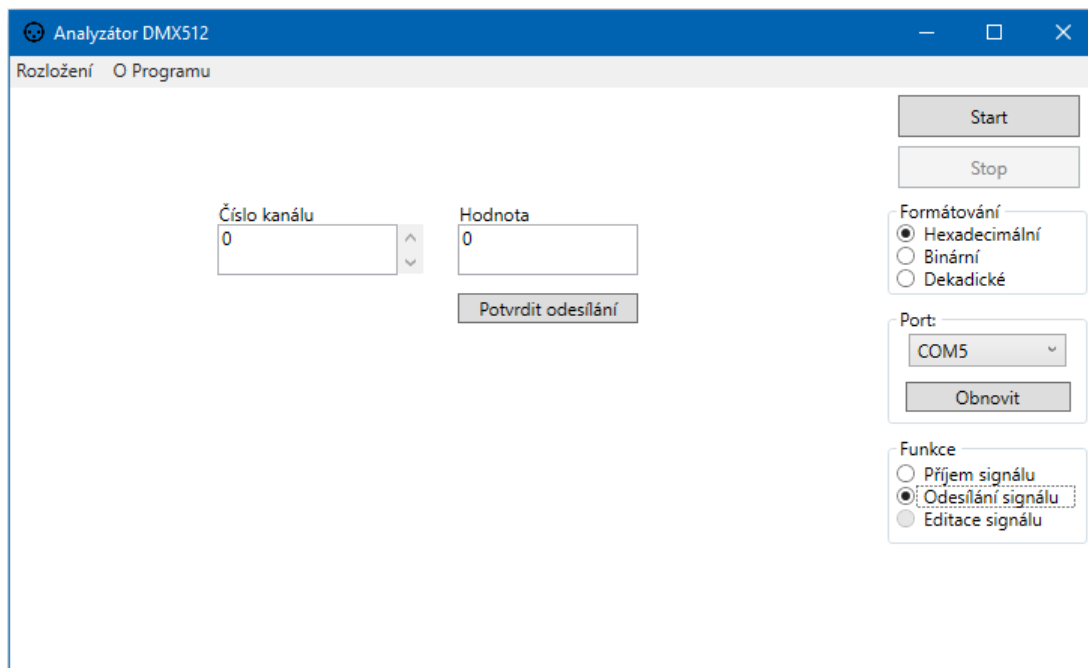 Analyzátor DMX512
Rozložení O Programu
Start
Stop
Číslo kanálu
0
Hodnota
0
Potvrdit odesílání
Formátování
Hexadecimální
Binární
Dekadické
Port:
COM5
Obnovit
Funkce
Příjem signálu
Odesílání signálu
Editace signálu